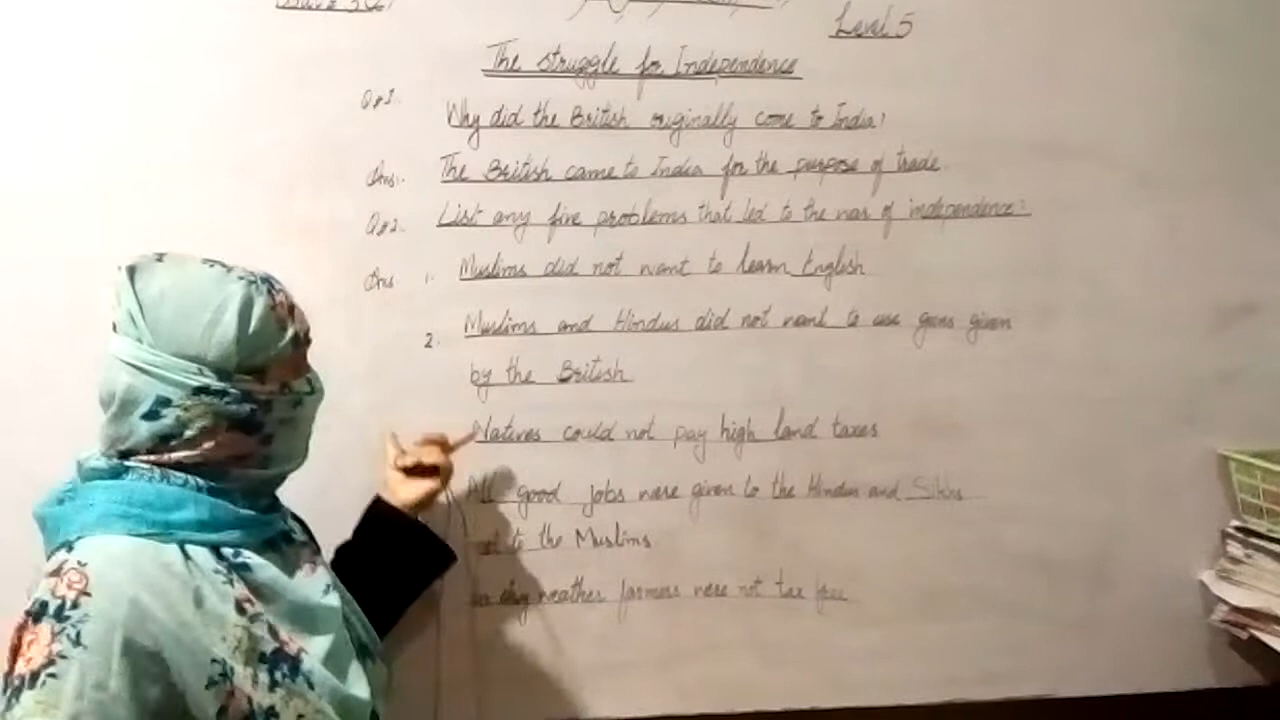 Level 5
The struggle for Independence
Q#1. Why did the British originally come to India?
Ans:- The British came to India for the purpose of trade.
Q#2. List any five problems that led to the war of independence?
Ans. 1. Muslims did not want to learn English
2. Muslims and Hindus did not want to use guns given
by the British
Natives could not pay high land taxes
All good jobs were given to the Hindus and Sikhs
to the Muslims
dry weather farmers were not tax free